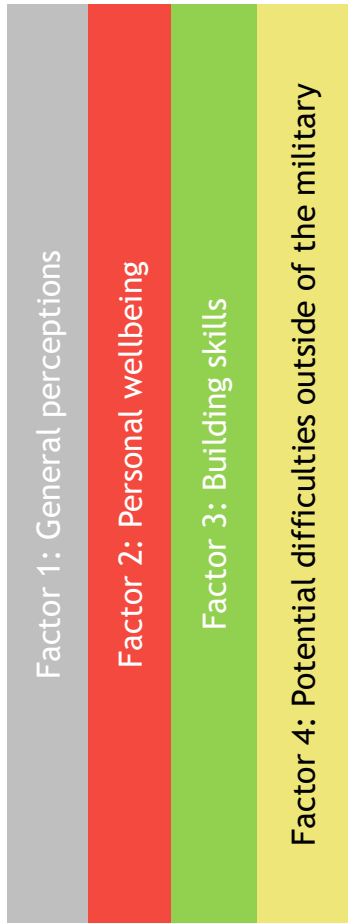 Factor 1: General perceptions
Factor 2: Personal wellbeing
Factor 3: Building skills
Factor 4: Potential difficulties outside of the military